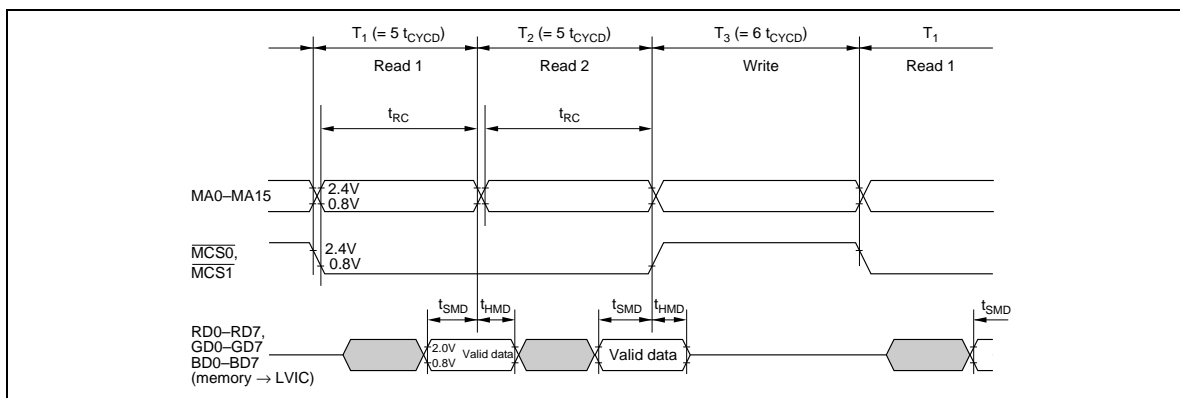 T1 (= 5 tCYCD) T2 (= 5 tCYCD) T3 (= 6 tCYCD) T1
Read 1 Read 2 Write Read 1
tRC tRC
MA0–MA15
2.4V
0.8V
MCS0,
MCS1
2.4V
0.8V
tSMD tHMD tSMD tHMD tSMD
RD0–RD7,
GD0–GD7
BD0–BD7
(memory → LVIC)
2.0V
0.8V
Valid data Valid data